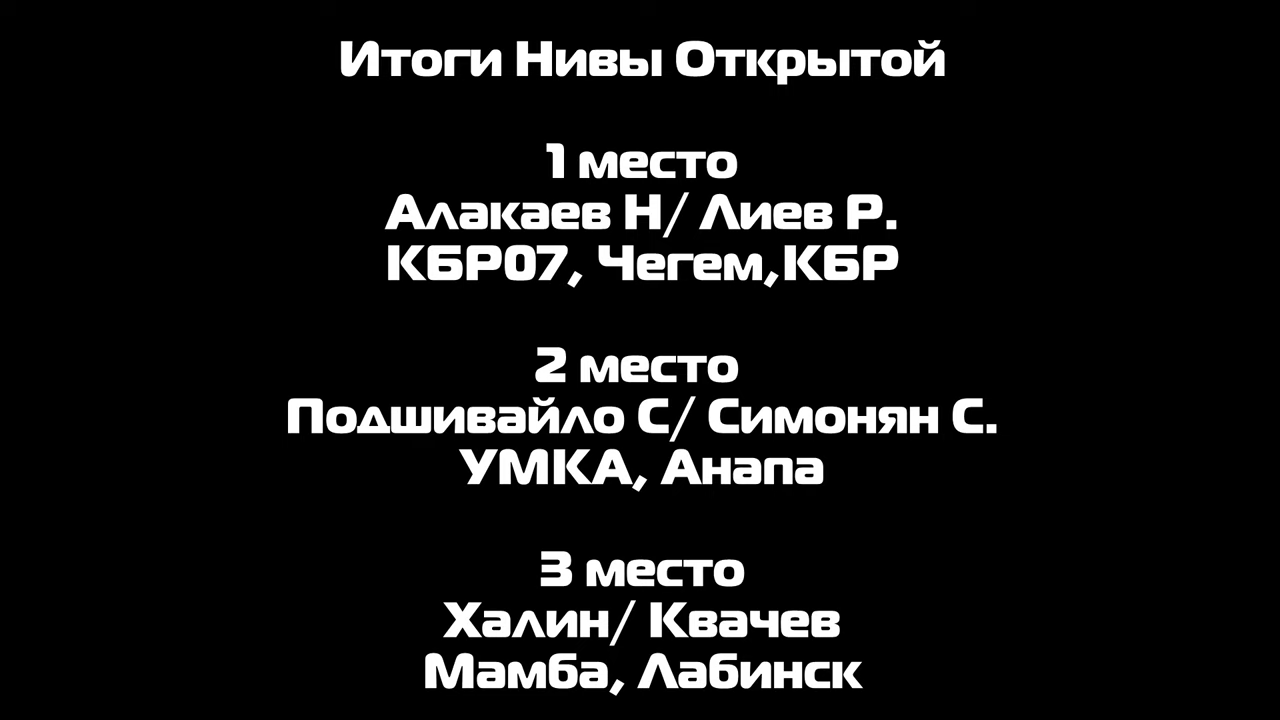 Итоги Нивы Открытой
1 место
Алакаев Н/ Лиев Р.
КБР07, Чегем,КБР
2 место
Подшивайло С/ Симонян С.
УМКА, Анапа
3 место
Халин/ Квачев
Мамба, Лабинск